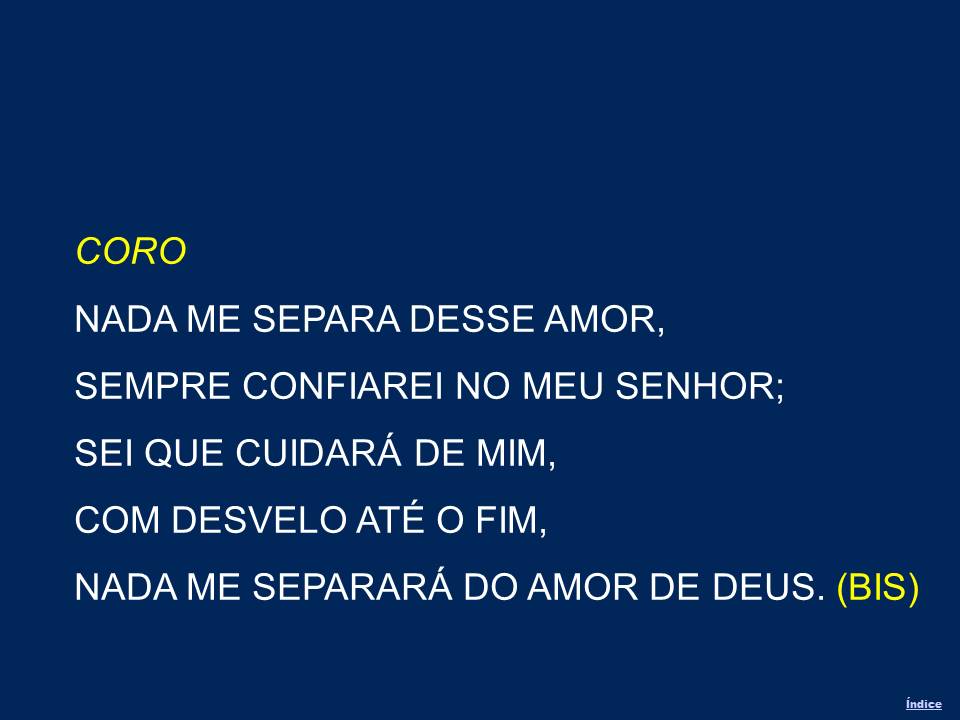 CORO
NADA ME SEPARA DESSE AMOR,
SEMPRE CONFIAREI NO MEU SENHOR;
SEI QUE CUIDARÁ DE MIM,
COM DESVELO ATÉ O FIM,
NADA ME SEPARARÁ DO AMOR DE DEUS. (BIS)
Índice